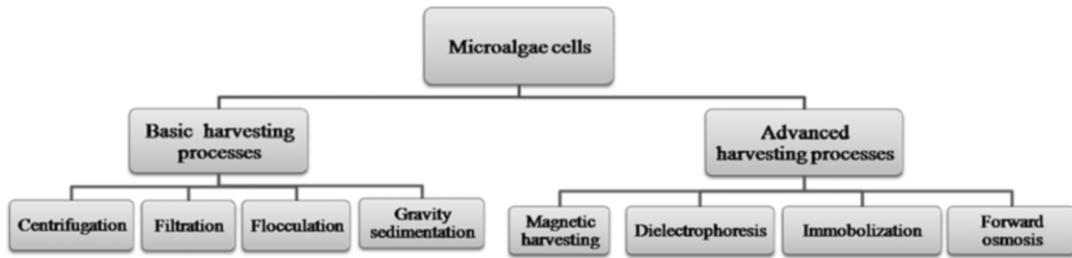 Microalgae cells
Basic harvesting
processes
Advanced
harvesting processes
Centrifugation
Filtration
Flocculation
Gravity
sedimentation
Magnetic
harvesting
Dielectrophoresis
Immobolization
Forward
osmosis